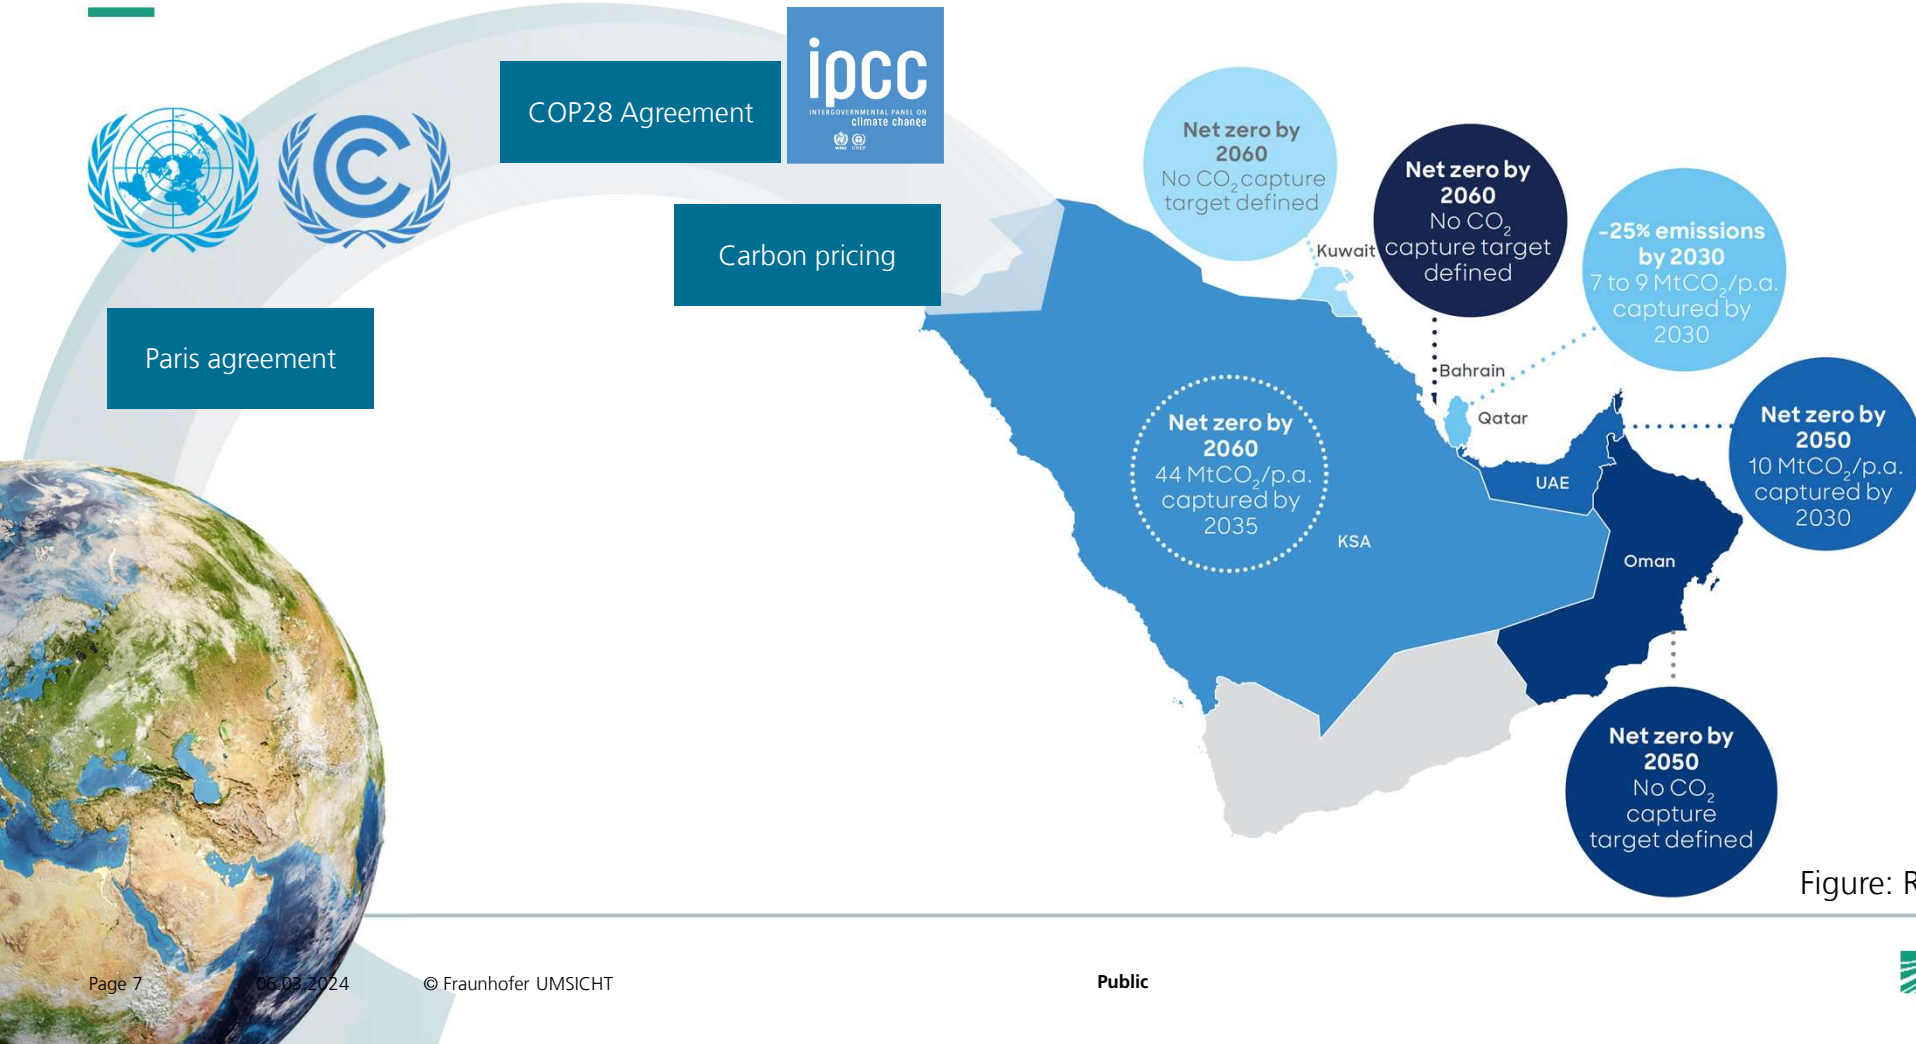 COP28 Agreement
ipcc
INTERGOVERNMENTAL PANEL ON
climate change
WMO UNEP
Carbon pricing
Paris agreement
Net zero by
2060
No CO₂ capture
target defined
Kuwait
Net zero by
2060
No CO₂
capture target
defined
Bahrain
-25% emissions
by 2030
7 to 9 MtCO₂/p.a.
captured by
2030
Qatar
Net zero by
2060
44 MtCO₂/p.a.
captured by
2035
KSA
UAE
Net zero by
2050
10 MtCO₂/p.a.
captured by
2030
Oman
Net zero by
2050
No CO₂
capture
target defined
Figure: R
Page 7
06.03.2024
© Fraunhofer UMSICHT
Public